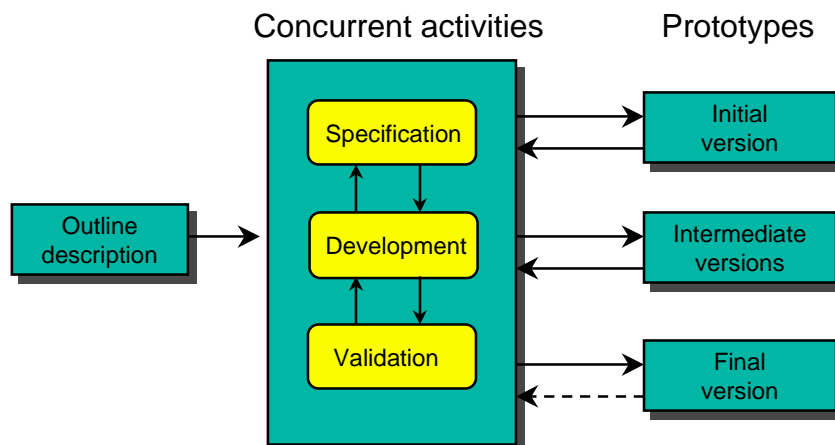 Concurrent activities
Prototypes
Specification
Initial
version
Outline
description
Development
Intermediate
versions
Validation
Final
version